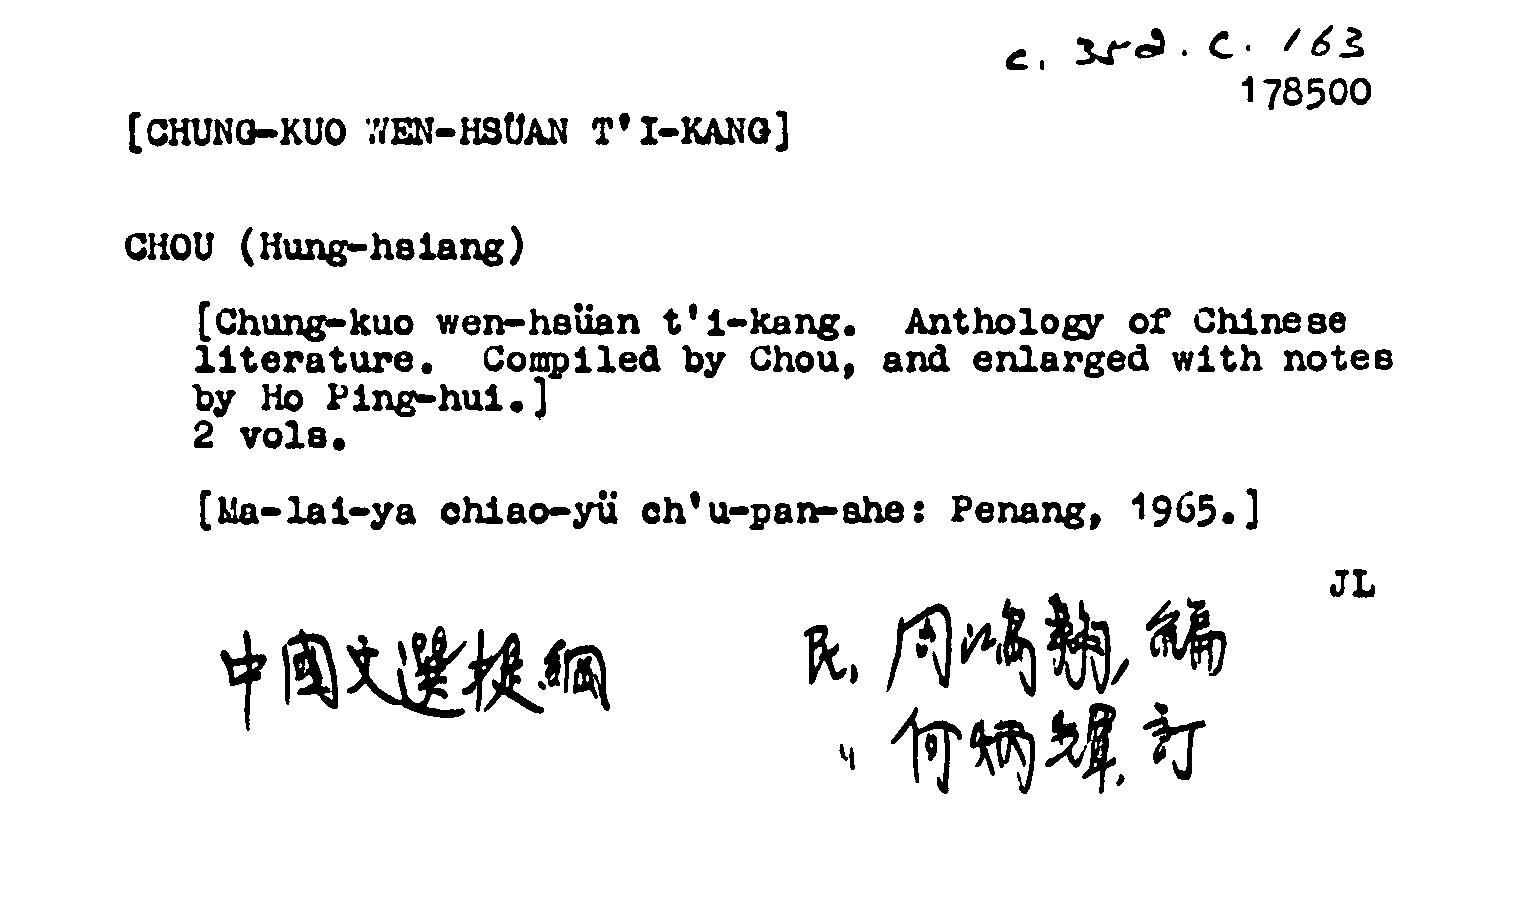 c. 35 d. c. 163
178500
[CHUNG-KUO WEN-HSÜAN T'I-KANG]
CHOU (Hung-hsiang)
[Chung-kuo wen-hsüan t'i-kang. Anthology of Chinese
literature. Compiled by Chou, and enlarged with notes
by Ho Ping-hui.]
2 vols.
[Ma-lai-ya chiao-yü ch'u-pan-she: Penang, 1965.]
JL
中國文選提綱
民, 周鴻翔, 編
〃 何炳輝, 訂